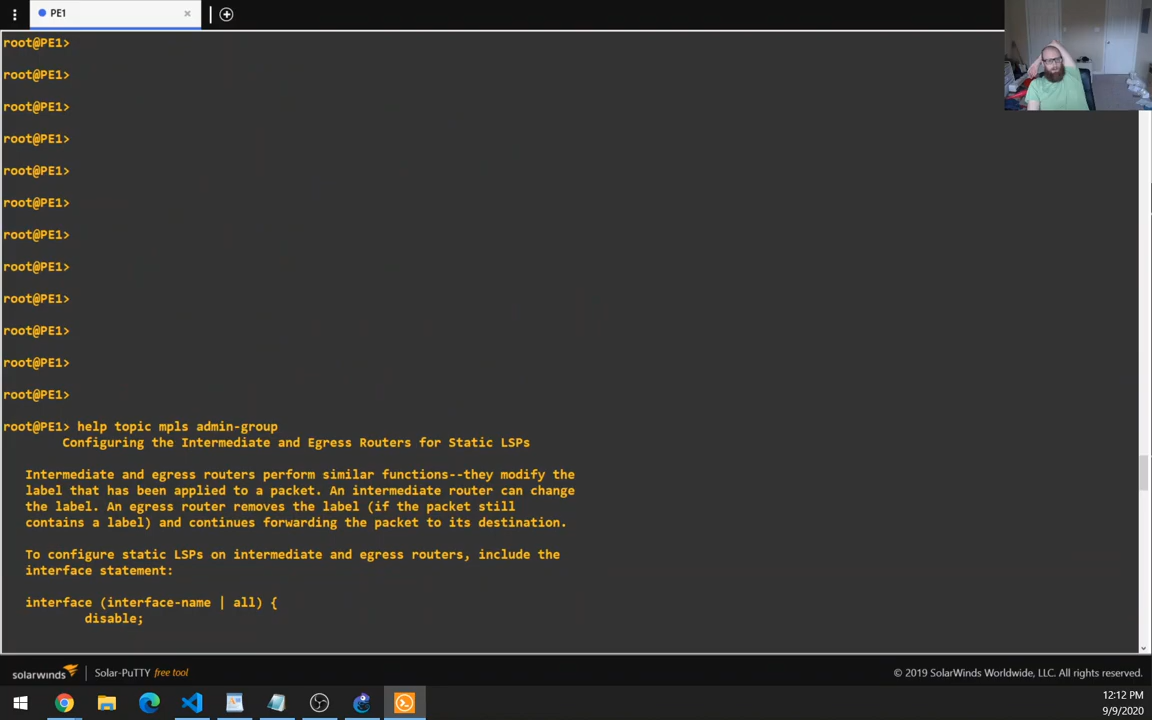 PE1
root@PE1>
root@PE1>
root@PE1>
root@PE1>
root@PE1>
root@PE1>
root@PE1>
root@PE1>
root@PE1>
root@PE1>
root@PE1>
root@PE1>
root@PE1> help topic mpls admin-group
Configuring the Intermediate and Egress Routers for Static LSPs
Intermediate and egress routers perform similar functions--they modify the
label that has been applied to a packet. An intermediate router can change
the label. An egress router removes the label (if the packet still
contains a label) and continues forwarding the packet to its destination.
To configure static LSPs on intermediate and egress routers, include the
interface statement:
interface (interface-name | all) {
disable;
solarwinds Solar-PuTTY free tool © 2019 SolarWinds Worldwide, LLC. All rights reserved.
12:12 PM
9/9/2020